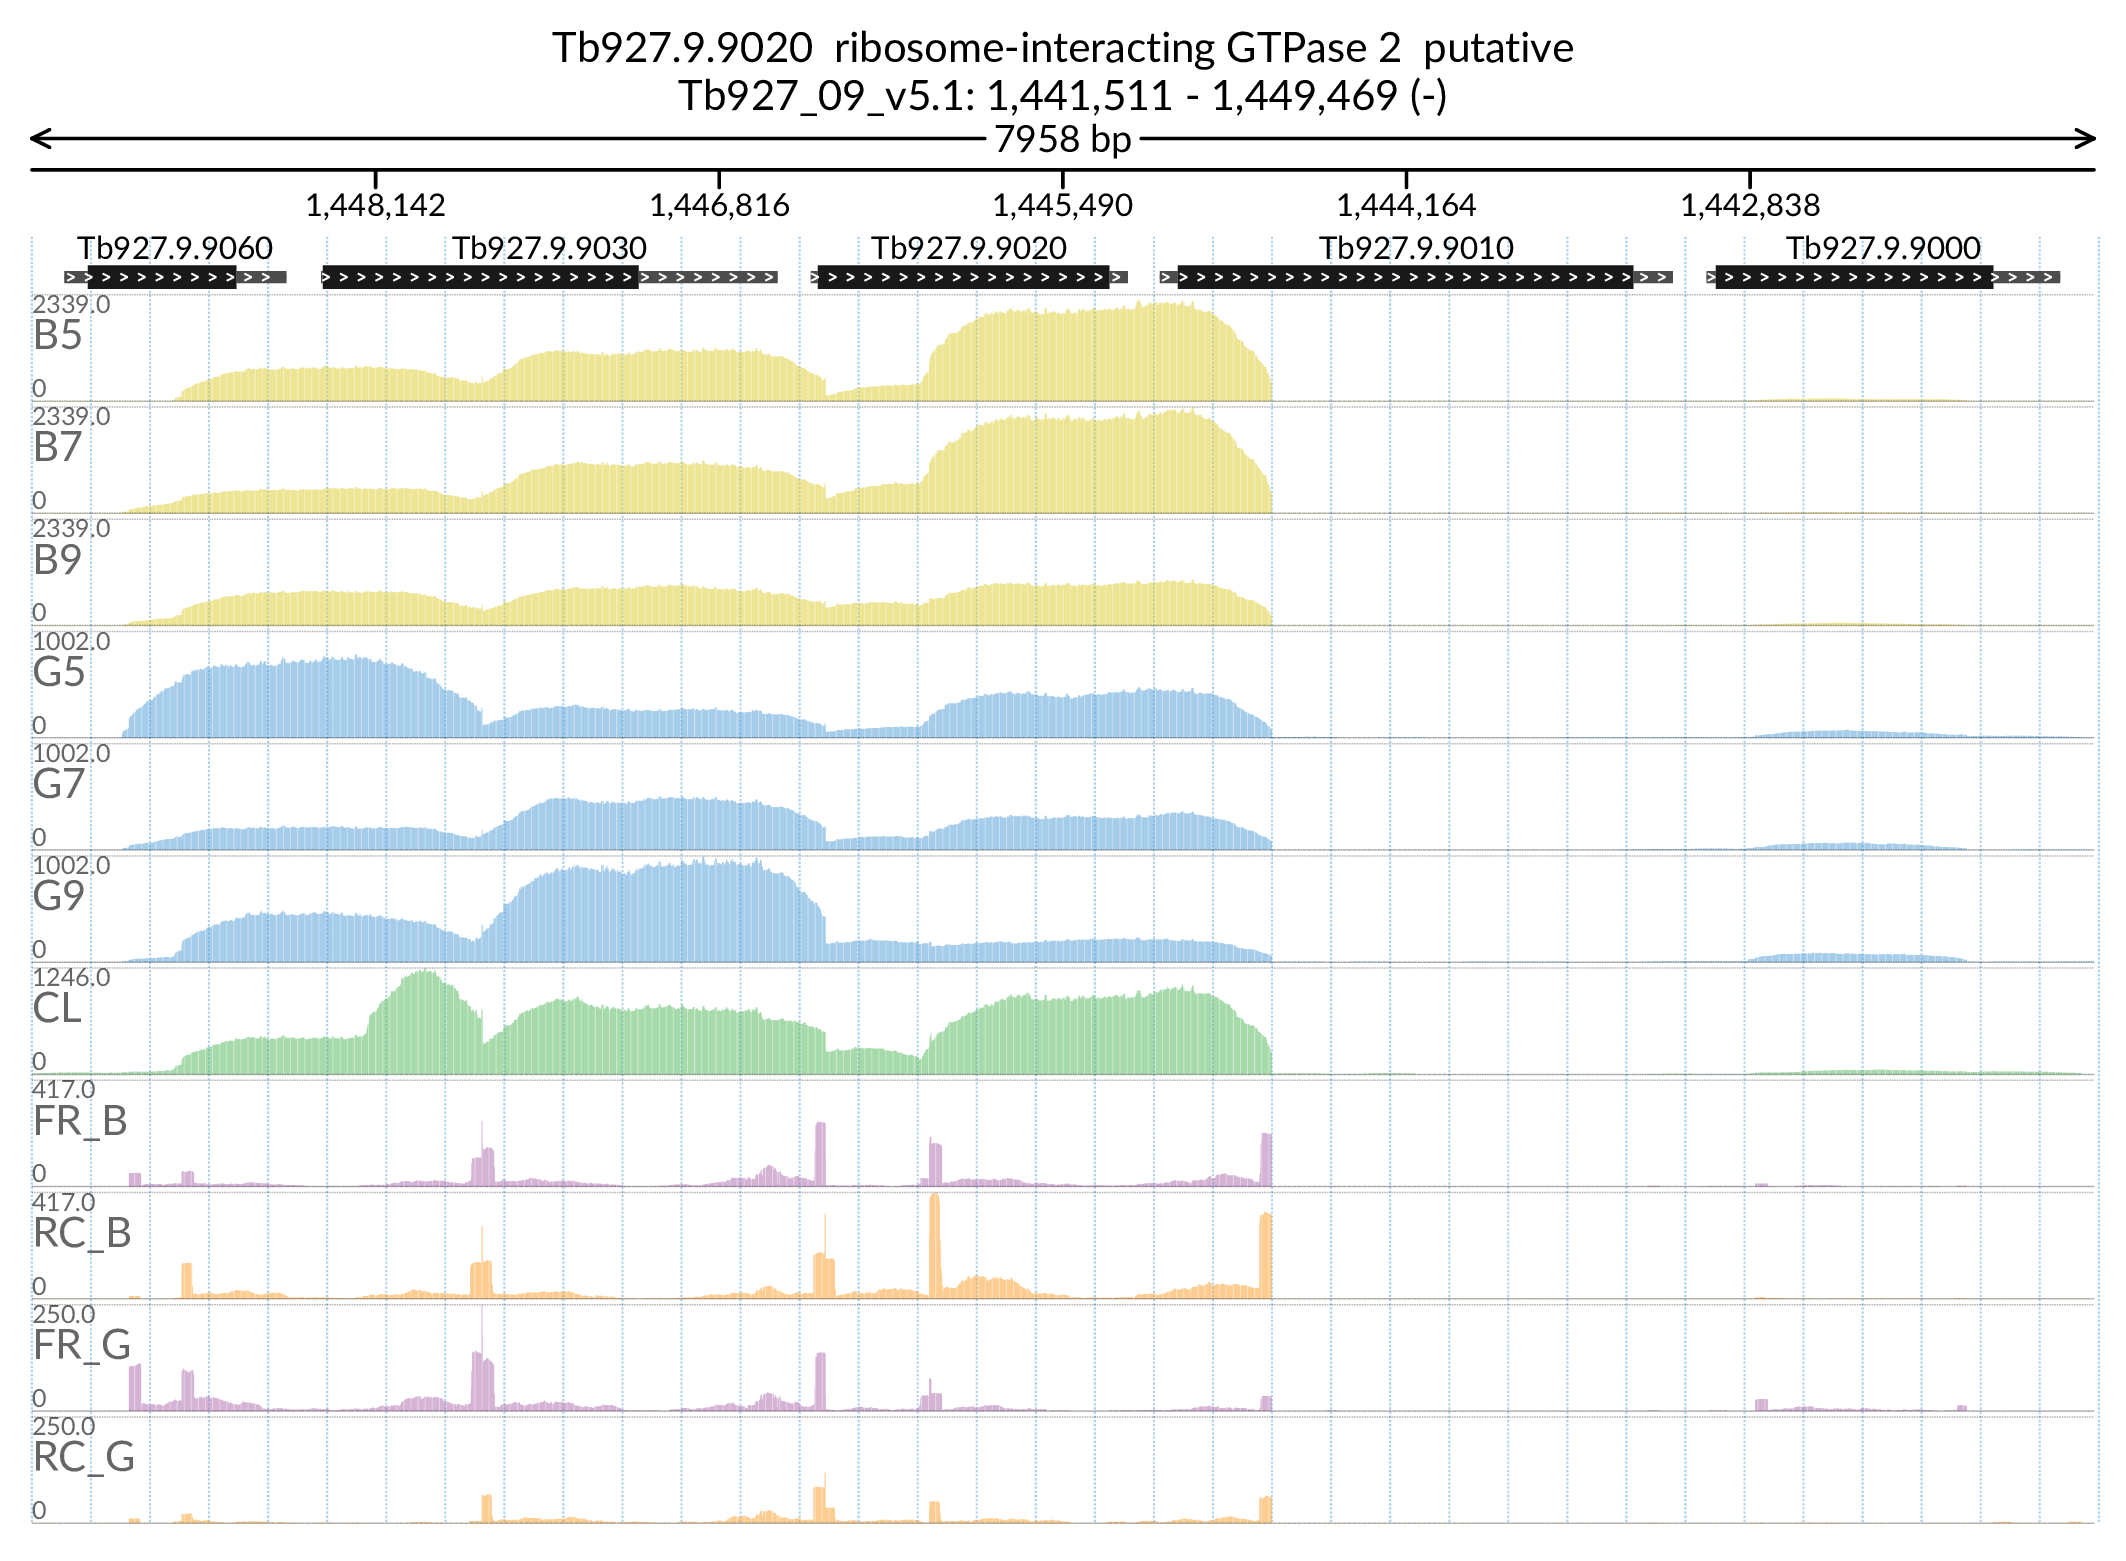 Tb927.9.9020  ribosome-interacting GTPase 2  putative
Tb927_09_v5.1: 1,441,511 - 1,449,469 (-)
7958 bp
1,448,142 1,446,816 1,445,490 1,444,164 1,442,838
Tb927.9.9060 Tb927.9.9030 Tb927.9.9020 Tb927.9.9010 Tb927.9.9000
2339.0
B5
0
2339.0
B7
0
2339.0
B9
0
1002.0
G5
0
1002.0
G7
0
1002.0
G9
0
1246.0
CL
0
417.0
FR_B
0
417.0
RC_B
0
250.0
FR_G
0
250.0
RC_G
0